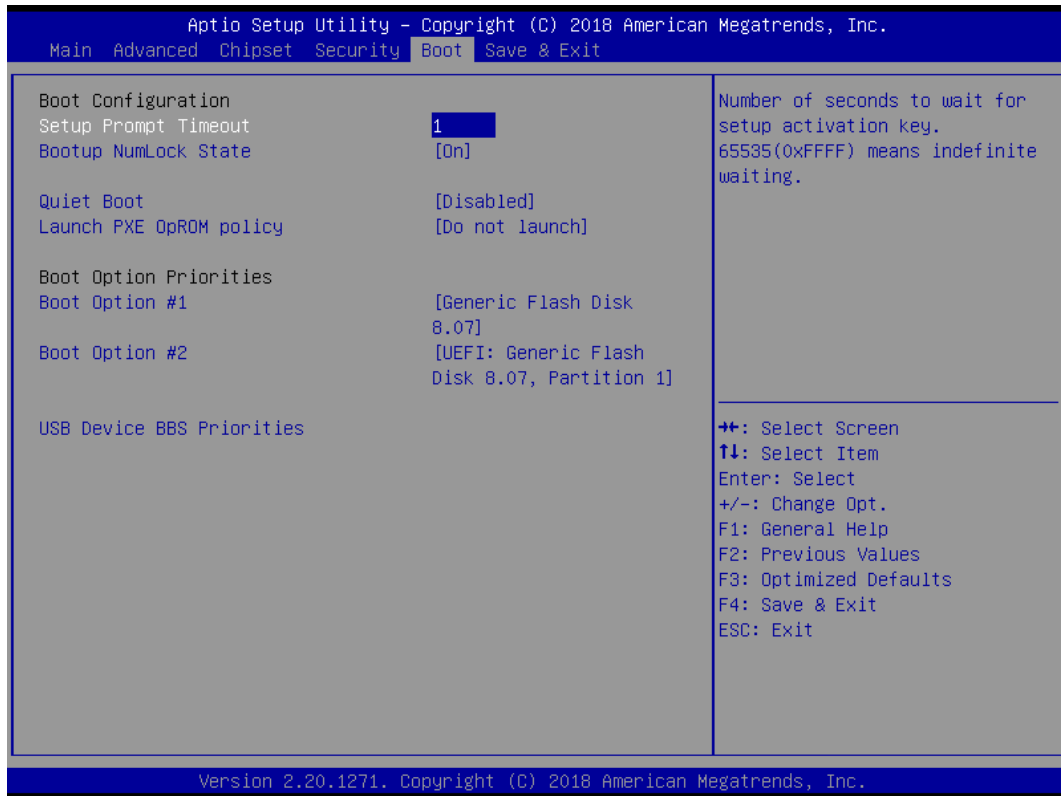 Aptio Setup Utility – Copyright (C) 2018 American Megatrends, Inc.
Main Advanced Chipset Security Boot Save & Exit
Boot Configuration
Setup Prompt Timeout 1
Bootup NumLock State [On]
Quiet Boot [Disabled]
Launch PXE OpROM policy [Do not launch]
Boot Option Priorities
Boot Option #1 [Generic Flash Disk
8.07]
Boot Option #2 [UEFI: Generic Flash
Disk 8.07, Partition 1]
USB Device BBS Priorities
Number of seconds to wait for
setup activation key.
65535(0xFFFF) means indefinite
waiting.
→←: Select Screen
↑↓: Select Item
Enter: Select
+/-: Change Opt.
F1: General Help
F2: Previous Values
F3: Optimized Defaults
F4: Save & Exit
ESC: Exit
Version 2.20.1271. Copyright (C) 2018 American Megatrends, Inc.